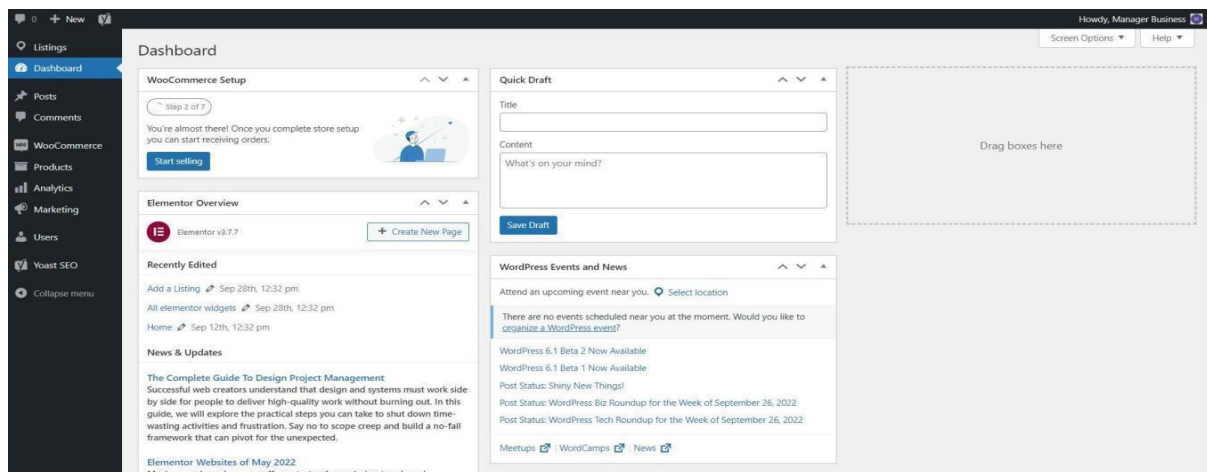 0 + New
Howdy, Manager Business
Screen Options ▼ Help ▼
Listings
Dashboard
Posts
Comments
WooCommerce
Products
Analytics
Marketing
Users
Yoast SEO
Collapse menu
Dashboard
WooCommerce Setup
Step 2 of 7
You're almost there! Once you complete store setup
you can start receiving orders.
Start selling
Elementor Overview
Elementor v3.7.7
+ Create New Page
Recently Edited
Add a Listing Sep 28th, 12:32 pm
All elementor widgets Sep 28th, 12:32 pm
Home Sep 12th, 12:32 pm
News & Updates
The Complete Guide To Design Project Management
Successful web creators understand that design and systems must work side
by side for people to deliver high-quality work without burning out. In this
guide, we will explore the practical steps you can take to shut down time-
wasting activities and frustration. Say no to scope creep and build a no-fail
framework that can pivot for the unexpected.
Elementor Websites of May 2022
Quick Draft
Title
Content
What's on your mind?
Save Draft
WordPress Events and News
Attend an upcoming event near you. Select location
There are no events scheduled near you at the moment. Would you like to
organize a WordPress event?
WordPress 6.1 Beta 2 Now Available
WordPress 6.1 Beta 1 Now Available
Post Status: Shiny New Things!
Post Status: WordPress Biz Roundup for the Week of September 26, 2022
Post Status: WordPress Tech Roundup for the Week of September 26, 2022
Meetups | WordCamps | News
Drag boxes here